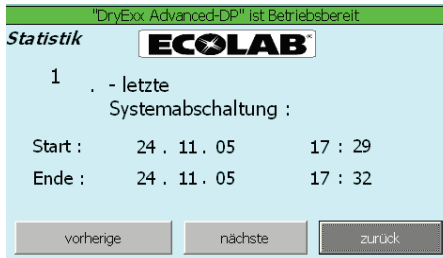 "DryExx Advanced-DP" ist Betriebsbereit
Statistik
ECOLAB®
1 . - letzte
Systemabschaltung :
Start : 24 . 11 . 05 17 : 29
Ende : 24 . 11 . 05 17 : 32
vorherige nächste zurück